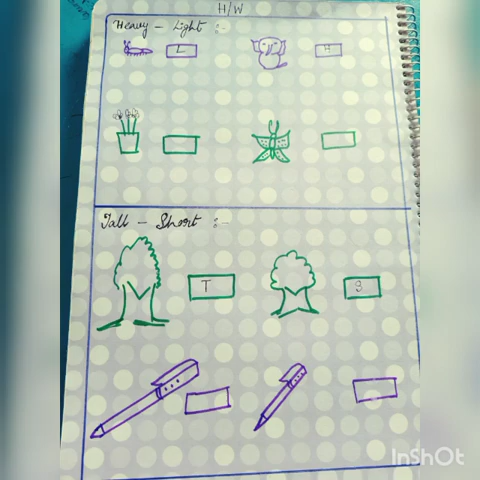 H/W
Heavy - Light :-
L H
Tall - Short :-
T S
InShOt